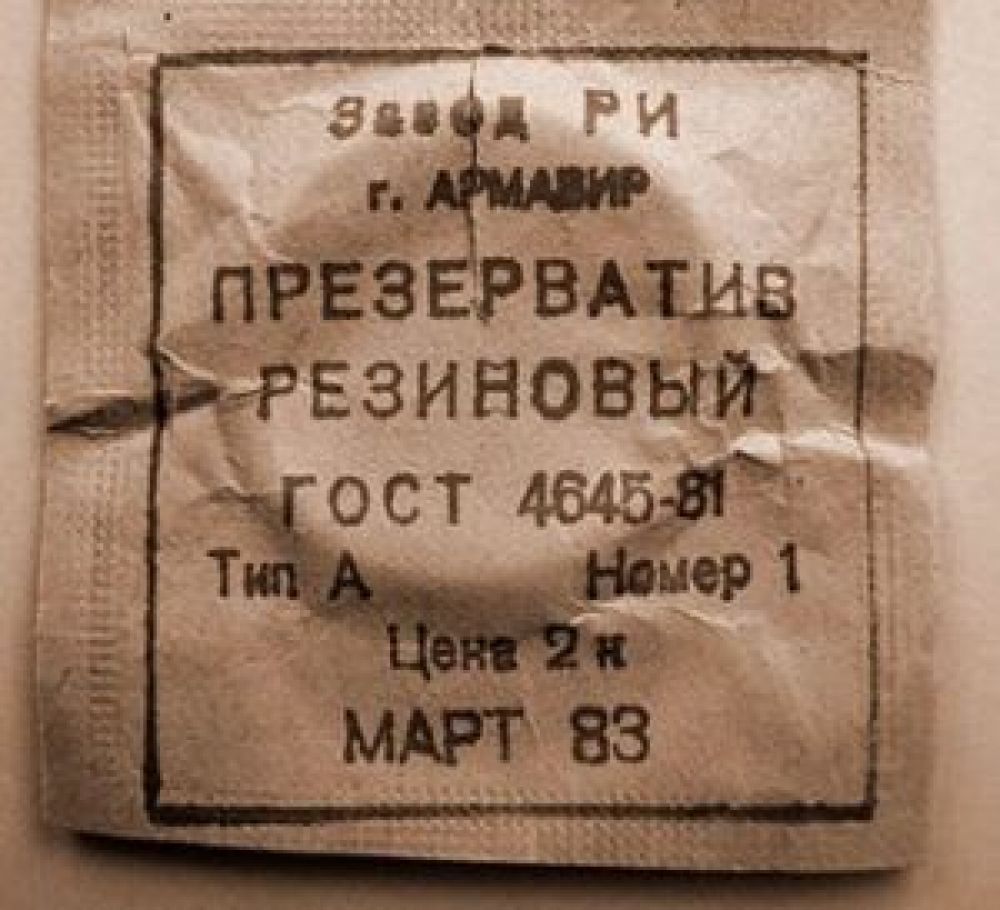 Завод РИ
г. АРМАВИР
ПРЕЗЕРВАТИВ
РЕЗИНОВЫЙ
ГОСТ 4645-81
Тип А Номер 1
Цена 2 к
МАРТ 83